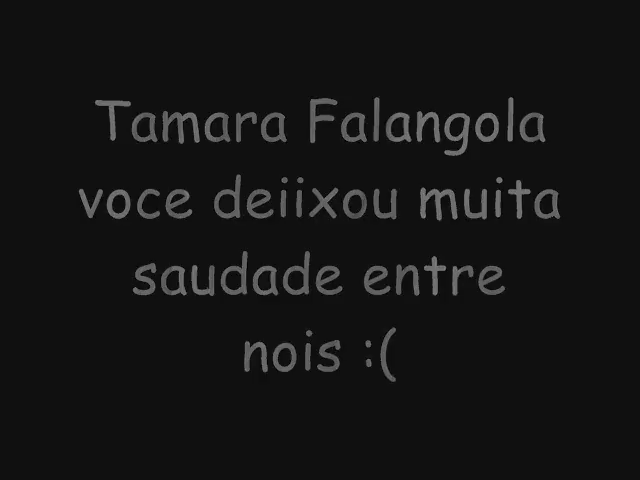 Tamara Falangola
voce deiixou muita
saudade entre
nois :(